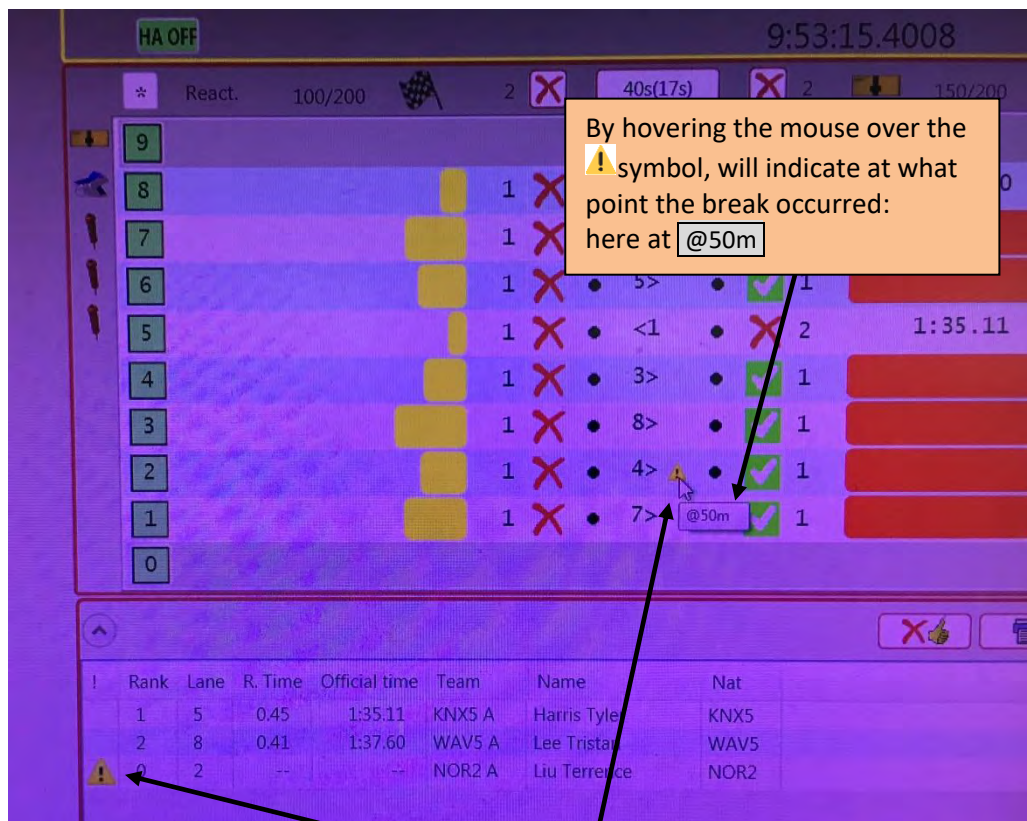 HA OFF 9:53:15.4008
* React. 100/200 2 40s(17s) 2 150/200
By hovering the mouse over the
symbol, will indicate at what
point the break occurred:
here at @50m
9
8 1 0
7 1
6 1 5> 1
5 1 <1 2 1:35.11
4 1 3> 1
3 1 8> 1
2 1 4> 1
1 1 7> @50m 1
0
! Rank Lane R. Time Official time Team Name Nat
1 5 0.45 1:35.11 KNX5 A Harris Tyler KNX5
2 8 0.41 1:37.60 WAV5 A Lee Tristan WAV5
0 2 -- -- NOR2 A Liu Terrence NOR2